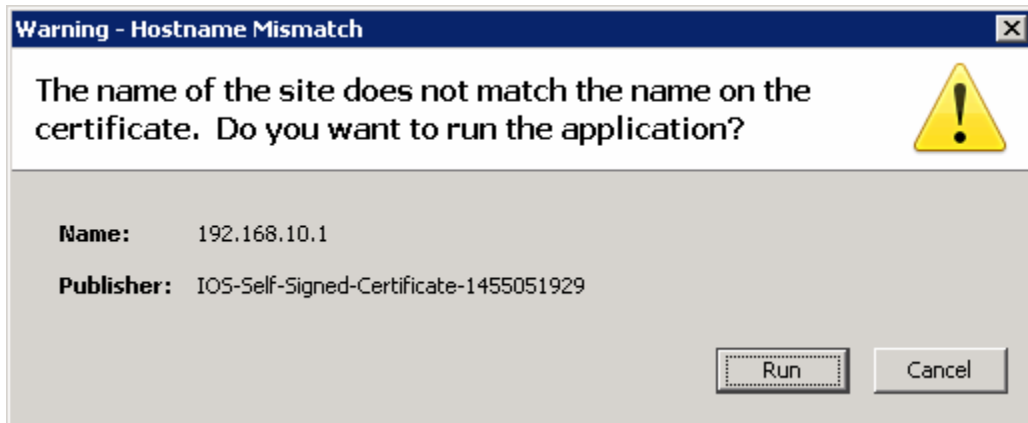 Warning - Hostname Mismatch
The name of the site does not match the name on the
certificate.  Do you want to run the application?
Name: 192.168.10.1
Publisher: IOS-Self-Signed-Certificate-1455051929
Run Cancel